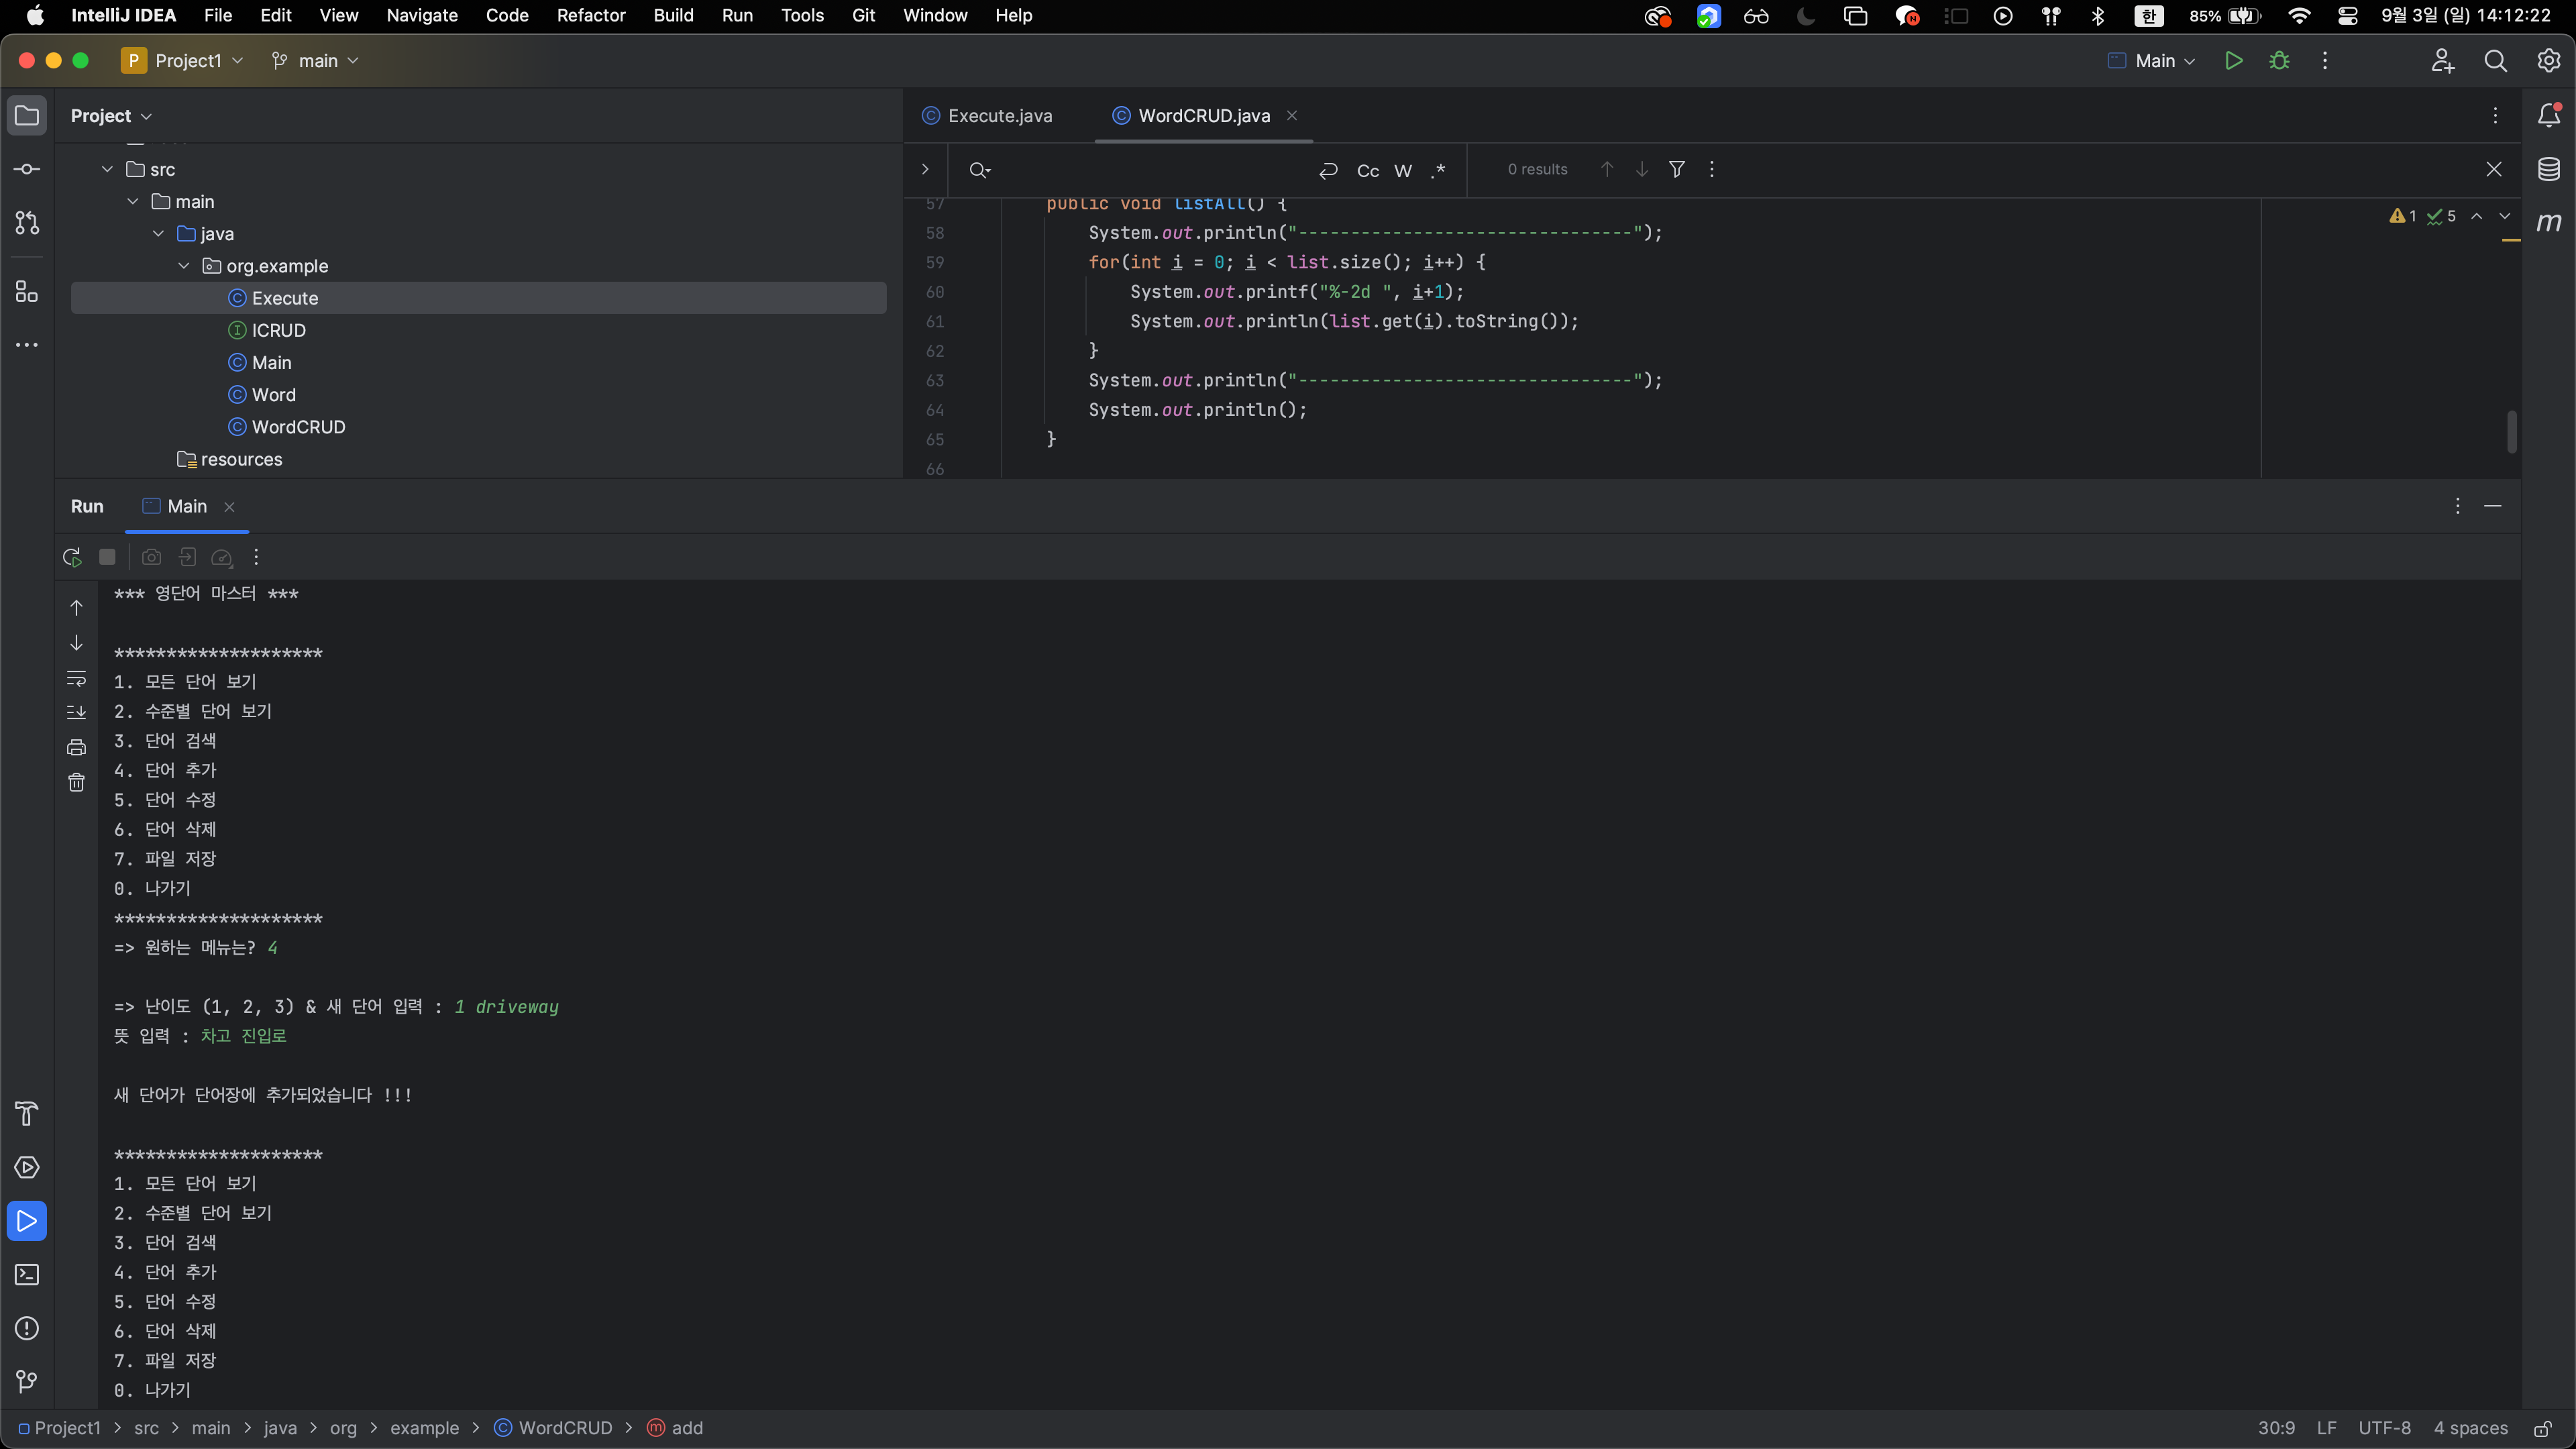 IntelliJ IDEA File Edit View Navigate Code Refactor Build Run Tools Git Window Help 한 85% 9월 3일 (일) 14:12:22
P Project1 main Main
Project
Execute.java WordCRUD.java
src
main
java
org.example
Execute
ICRUD
Main
Word
WordCRUD
resources
Cc W .* 0 results
1 5
57 public void listAll() {
58 System.out.println("--------------------------------");
59 for(int i = 0; i < list.size(); i++) {
60 System.out.printf("%-2d ", i+1);
61 System.out.println(list.get(i).toString());
62 }
63 System.out.println("--------------------------------");
64 System.out.println();
65 }
66
m
Run Main
*** 영단어 마스터 ***
********************
1. 모든 단어 보기
2. 수준별 단어 보기
3. 단어 검색
4. 단어 추가
5. 단어 수정
6. 단어 삭제
7. 파일 저장
0. 나가기
********************
=> 원하는 메뉴는? 4
=> 난이도 (1, 2, 3) & 새 단어 입력 : 1 driveway
뜻 입력 : 차고 진입로
새 단어가 단어장에 추가되었습니다 !!!
********************
1. 모든 단어 보기
2. 수준별 단어 보기
3. 단어 검색
4. 단어 추가
5. 단어 수정
6. 단어 삭제
7. 파일 저장
0. 나가기
Project1 > src > main > java > org > example > WordCRUD > add 30:9 LF UTF-8 4 spaces